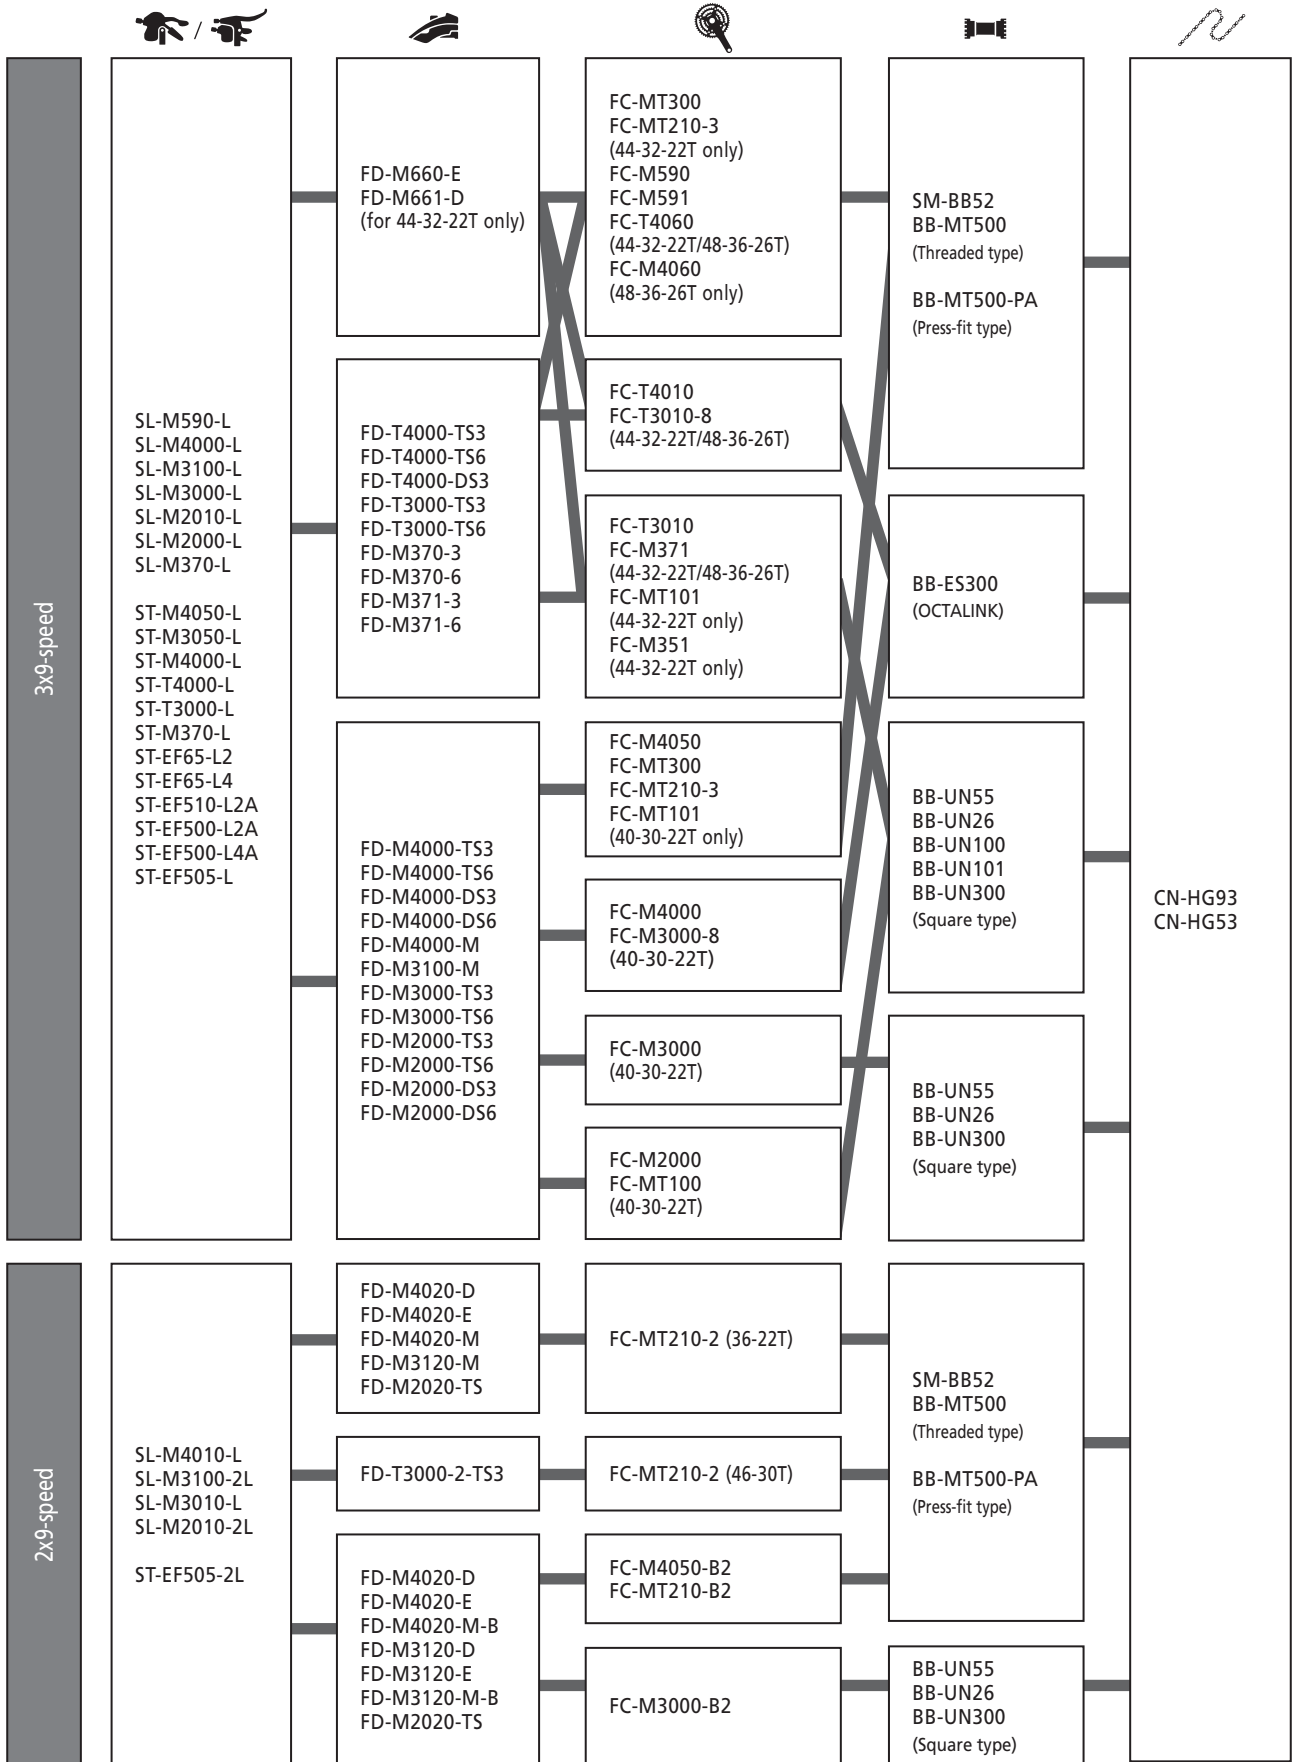 /
3x9-speed
SL-M590-L
SL-M4000-L
SL-M3100-L
SL-M3000-L
SL-M2010-L
SL-M2000-L
SL-M370-L
ST-M4050-L
ST-M3050-L
ST-M4000-L
ST-T4000-L
ST-T3000-L
ST-M370-L
ST-EF65-L2
ST-EF65-L4
ST-EF510-L2A
ST-EF500-L2A
ST-EF500-L4A
ST-EF505-L
FD-M660-E
FD-M661-D
(for 44-32-22T only)
FD-T4000-TS3
FD-T4000-TS6
FD-T4000-DS3
FD-T3000-TS3
FD-T3000-TS6
FD-M370-3
FD-M370-6
FD-M371-3
FD-M371-6
FD-M4000-TS3
FD-M4000-TS6
FD-M4000-DS3
FD-M4000-DS6
FD-M4000-M
FD-M3100-M
FD-M3000-TS3
FD-M3000-TS6
FD-M2000-TS3
FD-M2000-TS6
FD-M2000-DS3
FD-M2000-DS6
FC-MT300
FC-MT210-3
(44-32-22T only)
FC-M590
FC-M591
FC-T4060
(44-32-22T/48-36-26T)
FC-M4060
(48-36-26T only)
FC-T4010
FC-T3010-8
(44-32-22T/48-36-26T)
FC-T3010
FC-M371
(44-32-22T/48-36-26T)
FC-MT101
(44-32-22T only)
FC-M351
(44-32-22T only)
FC-M4050
FC-MT300
FC-MT210-3
FC-MT101
(40-30-22T only)
FC-M4000
FC-M3000-8
(40-30-22T)
FC-M3000
(40-30-22T)
FC-M2000
FC-MT100
(40-30-22T)
SM-BB52
BB-MT500
(Threaded type)
BB-MT500-PA
(Press-fit type)
BB-ES300
(OCTALINK)
BB-UN55
BB-UN26
BB-UN100
BB-UN101
BB-UN300
(Square type)
BB-UN55
BB-UN26
BB-UN300
(Square type)
CN-HG93
CN-HG53
2x9-speed
SL-M4010-L
SL-M3100-2L
SL-M3010-L
SL-M2010-2L
ST-EF505-2L
FD-M4020-D
FD-M4020-E
FD-M4020-M
FD-M3120-M
FD-M2020-TS
FD-T3000-2-TS3
FD-M4020-D
FD-M4020-E
FD-M4020-M-B
FD-M3120-D
FD-M3120-E
FD-M3120-M-B
FD-M2020-TS
FC-MT210-2 (36-22T)
FC-MT210-2 (46-30T)
FC-M4050-B2
FC-MT210-B2
FC-M3000-B2
SM-BB52
BB-MT500
(Threaded type)
BB-MT500-PA
(Press-fit type)
BB-UN55
BB-UN26
BB-UN300
(Square type)